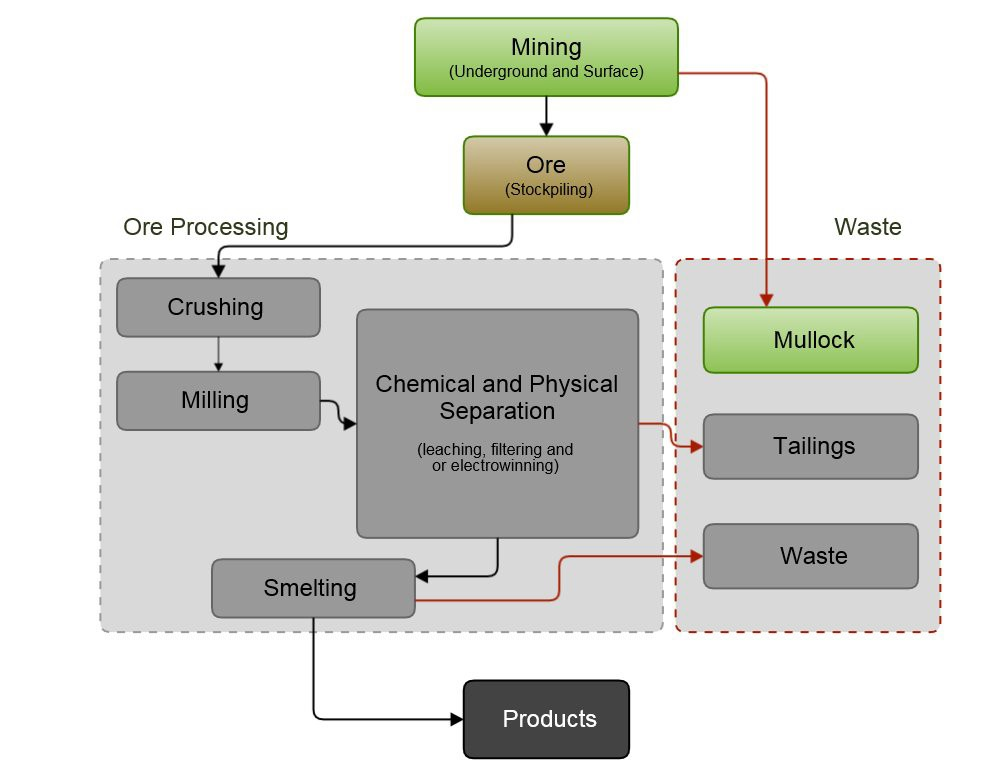 Mining
(Underground and Surface)
Ore
(Stockpiling)
Ore Processing
Waste
Crushing
Mullock
Chemical and Physical
Separation
Milling
(leaching, filtering and
or electrowinning)
Tailings
Waste
Smelting
Products